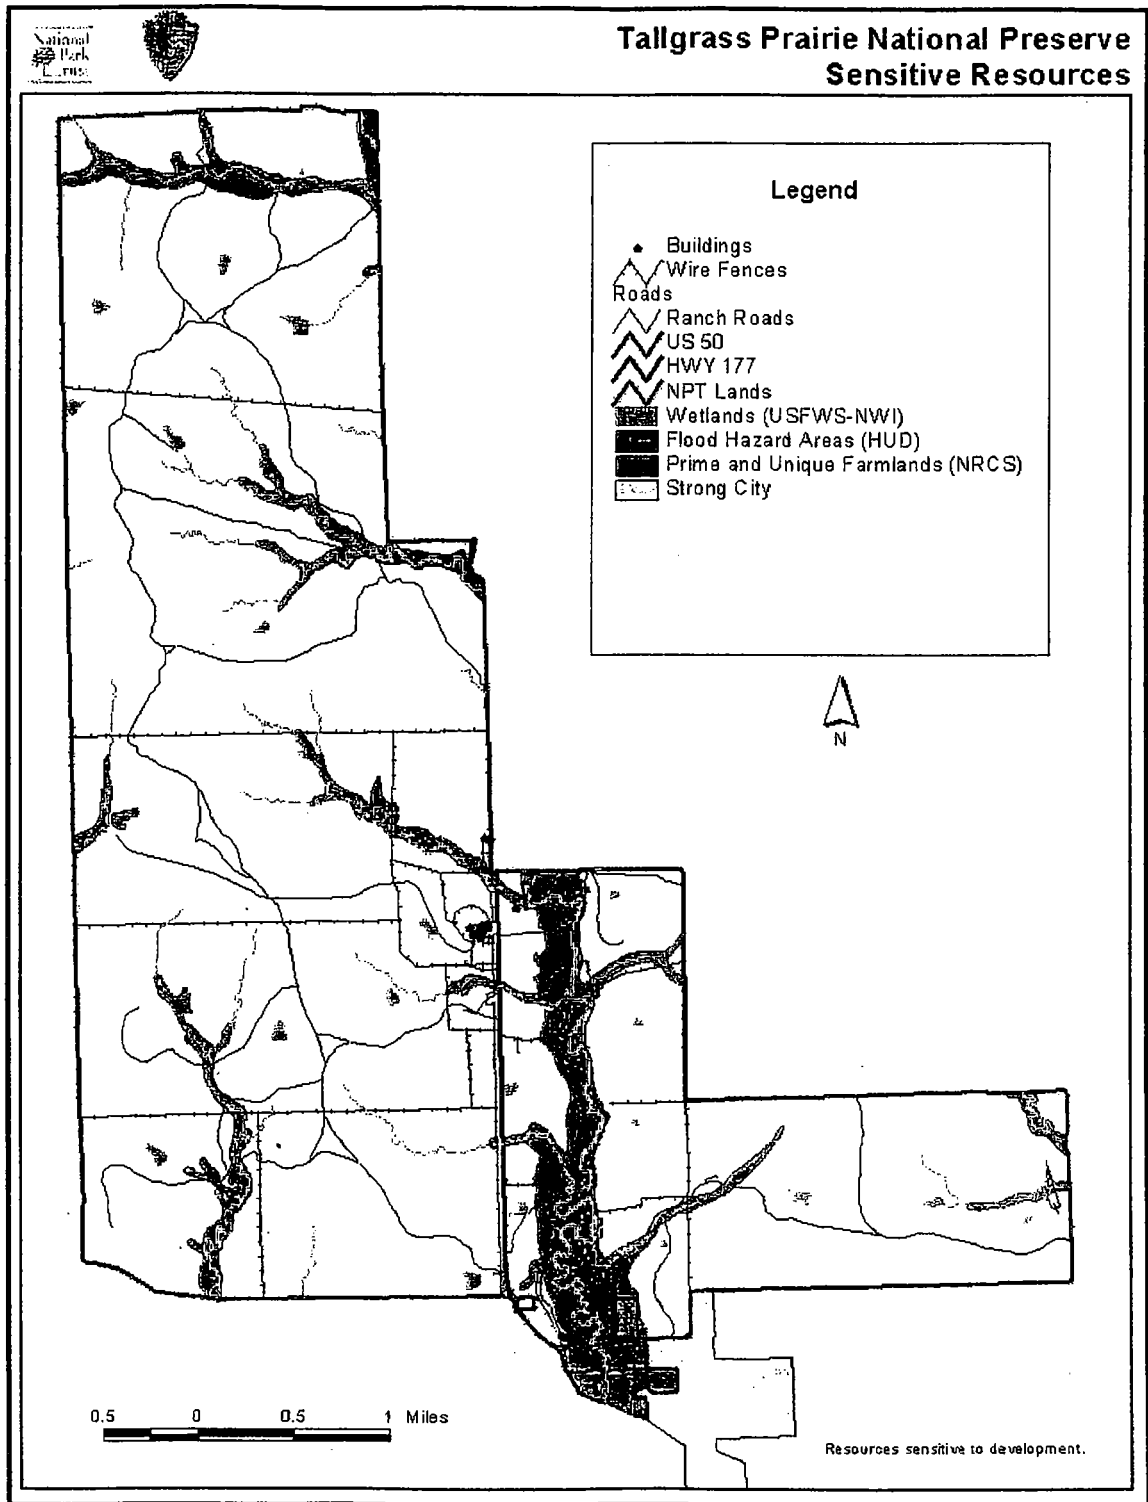 National
Park
Tallgrass Prairie National Preserve
Sensitive Resources
Legend
Buildings
Wire Fences
Roads
Ranch Roads
US 50
HWY 177
NPT Lands
Wetlands (USFWS-NWI)
Flood Hazard Areas (HUD)
Prime and Unique Farmlands (NRCS)
Strong City
N
0.5 0 0.5 1 Miles
Resources sensitive to development.